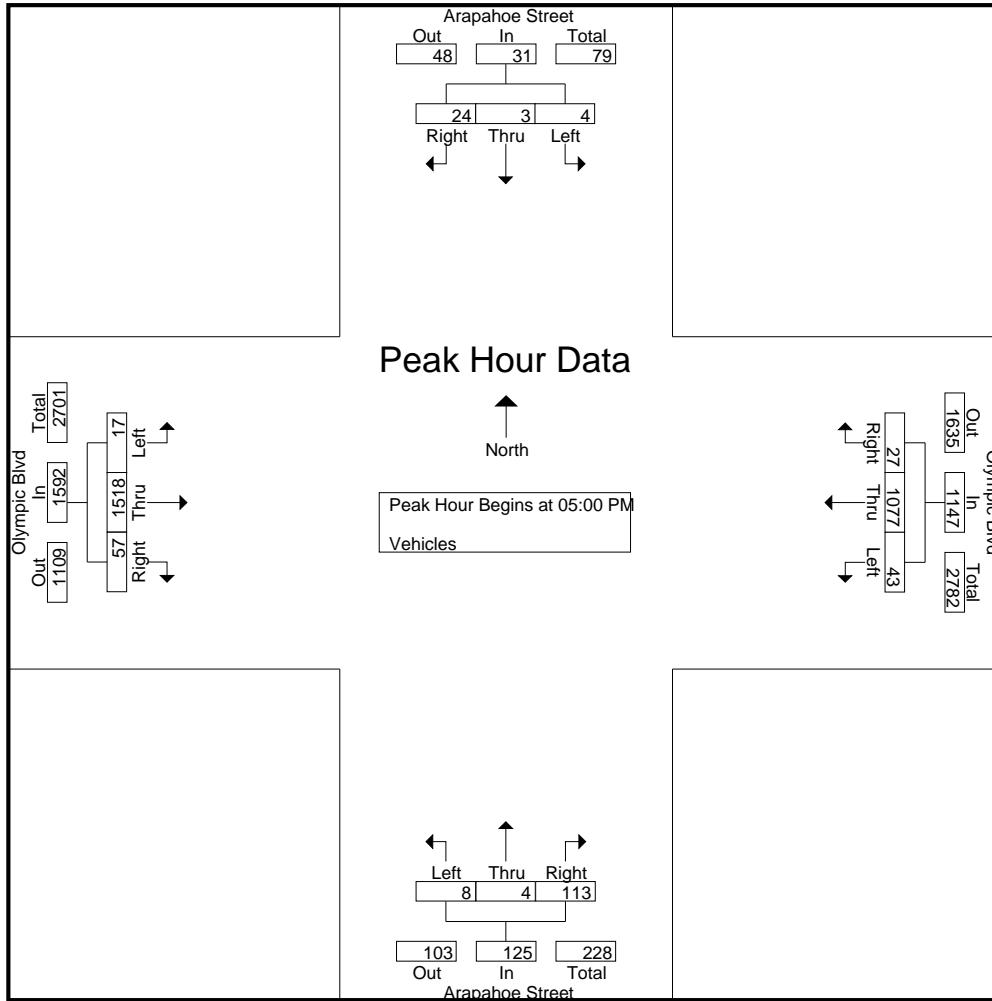 Arapahoe Street
Out In Total
48 31 79
24 3 4
Right Thru Left
Peak Hour Data
North
Peak Hour Begins at 05:00 PM
Vehicles
Olympic Blvd
Out In Total
1109 1592 2701
17
1518
57
Left
Thru
Right
Right
Thru
Left
27
1077
43
Out In Total
1635 1147 2782
Olympic Blvd
Left Thru Right
8 4 113
103 125 228
Out In Total
Arapahoe Street